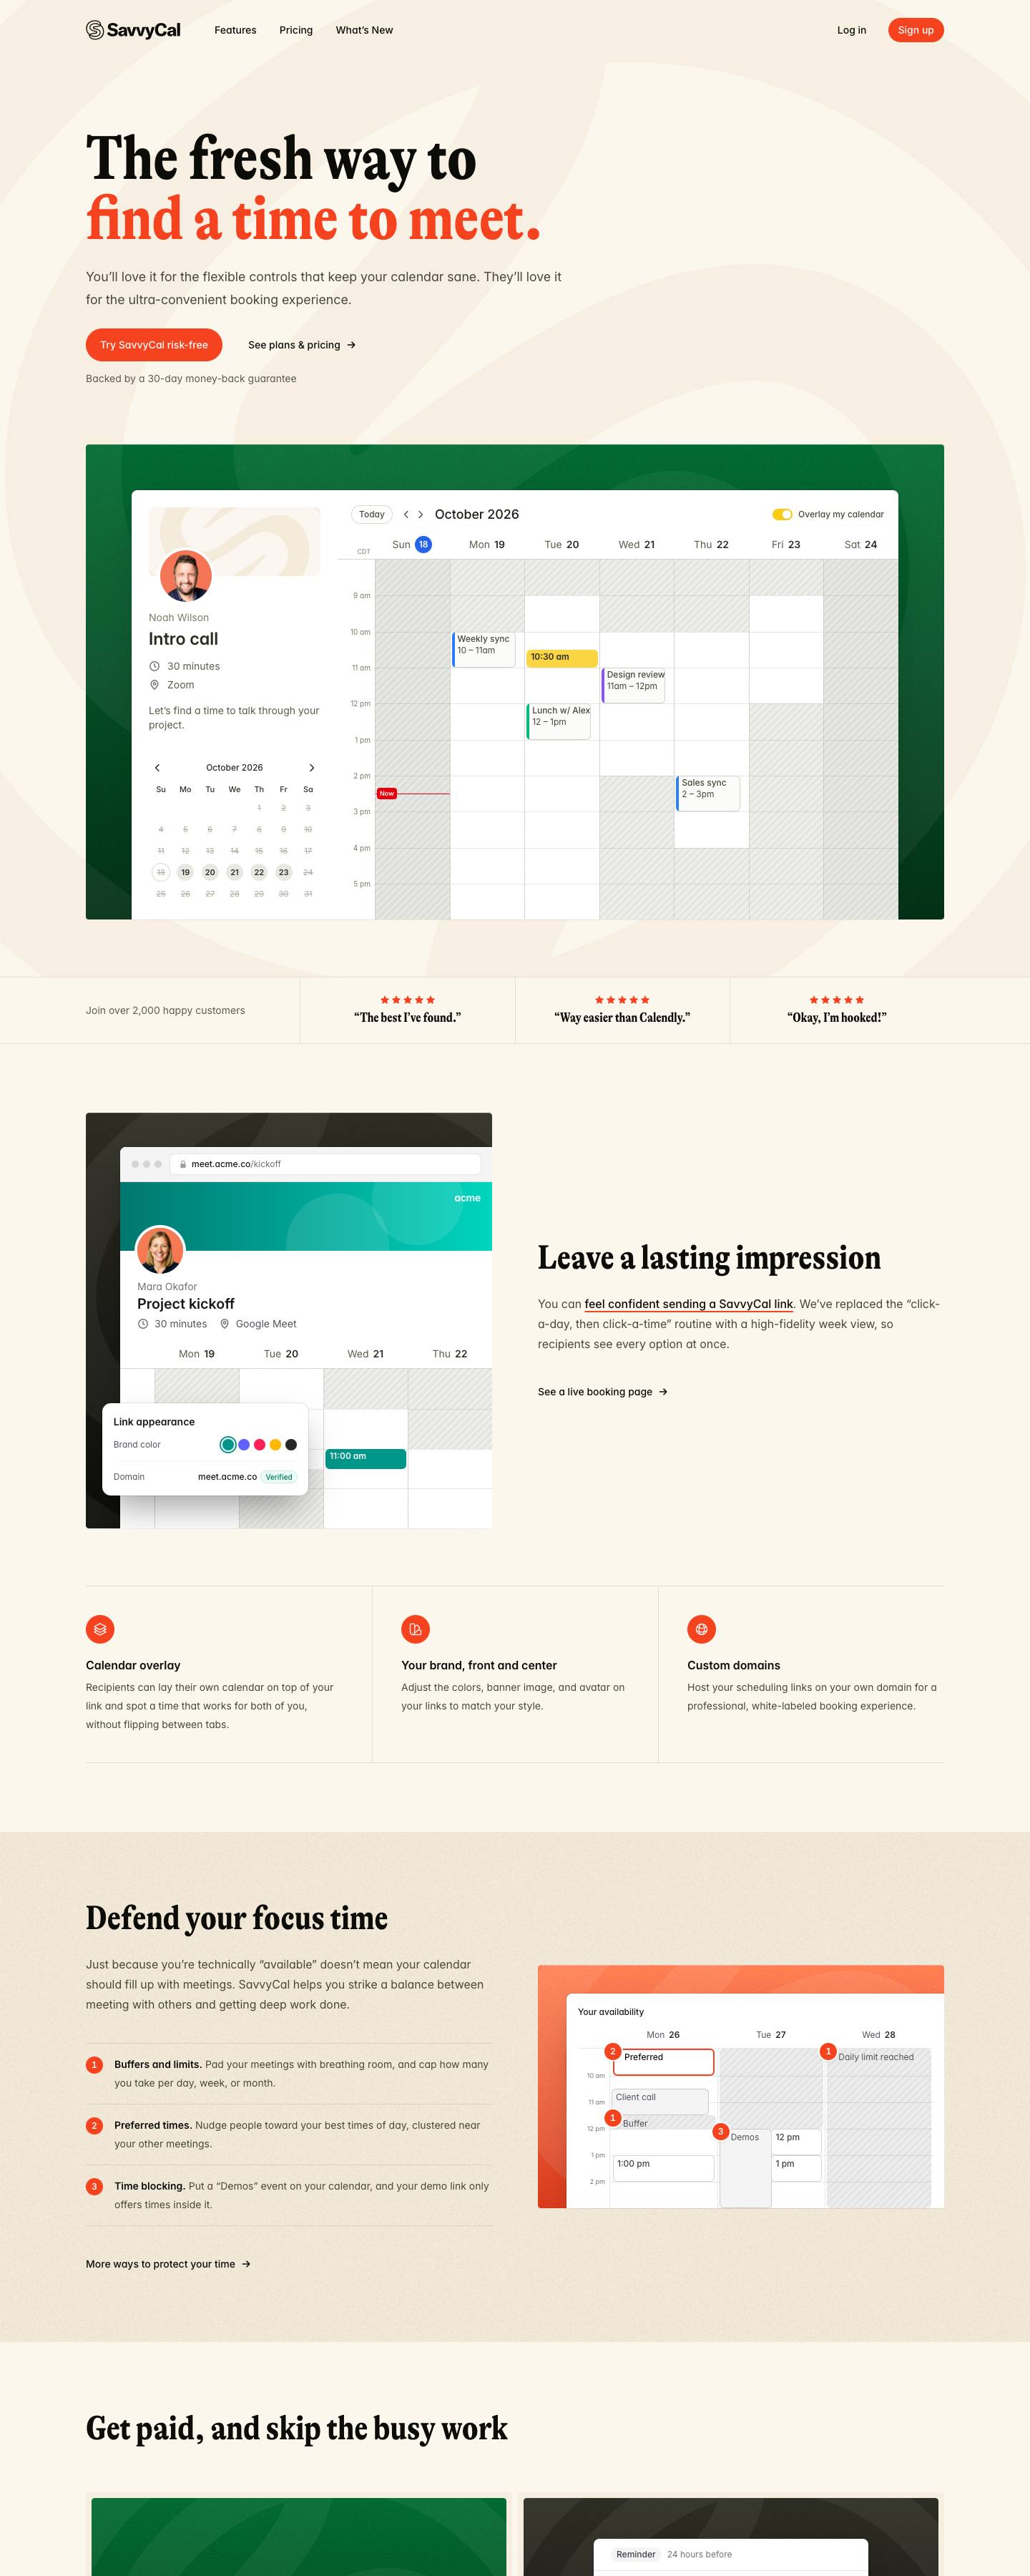 SavvyCal
Features
Pricing
What's New
Log in
Sign up
The fresh way to
find a time to meet.
You'll love it for the flexible controls that keep your calendar sane. They'll love it
for the ultra-convenient booking experience.
Try SavvyCal risk-free
See plans & pricing →
Backed by a 30-day money-back guarantee
Noah Wilson
Intro call
30 minutes
Zoom
Let's find a time to talk through your
project.
October 2026
Su Mo Tu We Th Fr Sa
1 2 3
4 5 6 7 8 9 10
11 12 13 14 15 16 17
18 19 20 21 22 23 24
25 26 27 28 29 30 31
Today
October 2026
Overlay my calendar
CDT
Sun 18
Mon 19
Tue 20
Wed 21
Thu 22
Fri 23
Sat 24
9 am
10 am
11 am
12 pm
1 pm
2 pm
3 pm
4 pm
5 pm
Weekly sync
10 – 11am
10:30 am
Design review
11am – 12pm
Lunch w/ Alex
12 – 1pm
Sales sync
2 – 3pm
Now
Join over 2,000 happy customers
“The best I've found.”
“Way easier than Calendly.”
“Okay, I'm hooked!”
meet.acme.co/kickoff
acme
Mara Okafor
Project kickoff
30 minutes
Google Meet
Mon 19
Tue 20
Wed 21
Thu 22
11:00 am
Link appearance
Brand color
Domain
meet.acme.co
Verified
Leave a lasting impression
You can feel confident sending a SavvyCal link. We've replaced the “click-
a-day, then click-a-time” routine with a high-fidelity week view, so
recipients see every option at once.
See a live booking page →
Calendar overlay
Recipients can lay their own calendar on top of your
link and spot a time that works for both of you,
without flipping between tabs.
Your brand, front and center
Adjust the colors, banner image, and avatar on
your links to match your style.
Custom domains
Host your scheduling links on your own domain for a
professional, white-labeled booking experience.
Defend your focus time
Just because you're technically “available” doesn't mean your calendar
should fill up with meetings. SavvyCal helps you strike a balance between
meeting with others and getting deep work done.
1
Buffers and limits. Pad your meetings with breathing room, and cap how many
you take per day, week, or month.
2
Preferred times. Nudge people toward your best times of day, clustered near
your other meetings.
3
Time blocking. Put a “Demos” event on your calendar, and your demo link only
offers times inside it.
More ways to protect your time →
Your availability
Mon 26
Tue 27
Wed 28
10 am
11 am
12 pm
1 pm
2 pm
2
Preferred
Client call
1
Buffer
1:00 pm
3
Demos
12 pm
1 pm
1
Daily limit reached
Get paid, and skip the busy work
Reminder
24 hours before